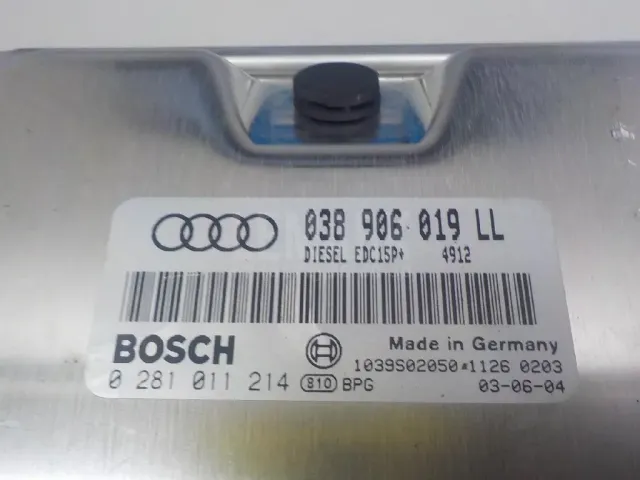 038 906 019 LL
DIESEL EDC15P+ 4912
BOSCH
Made in Germany
1039S02050*1126 0203
0 281 011 214 810 BPG 03-06-04